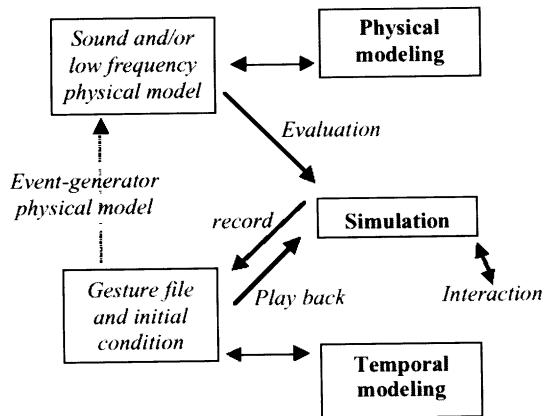 Sound and/or
low frequency
physical model
Physical
modeling
Evaluation
Event-generator
physical model
record
Simulation
Gesture file
and initial
condition
Play back
Interaction
Temporal
modeling